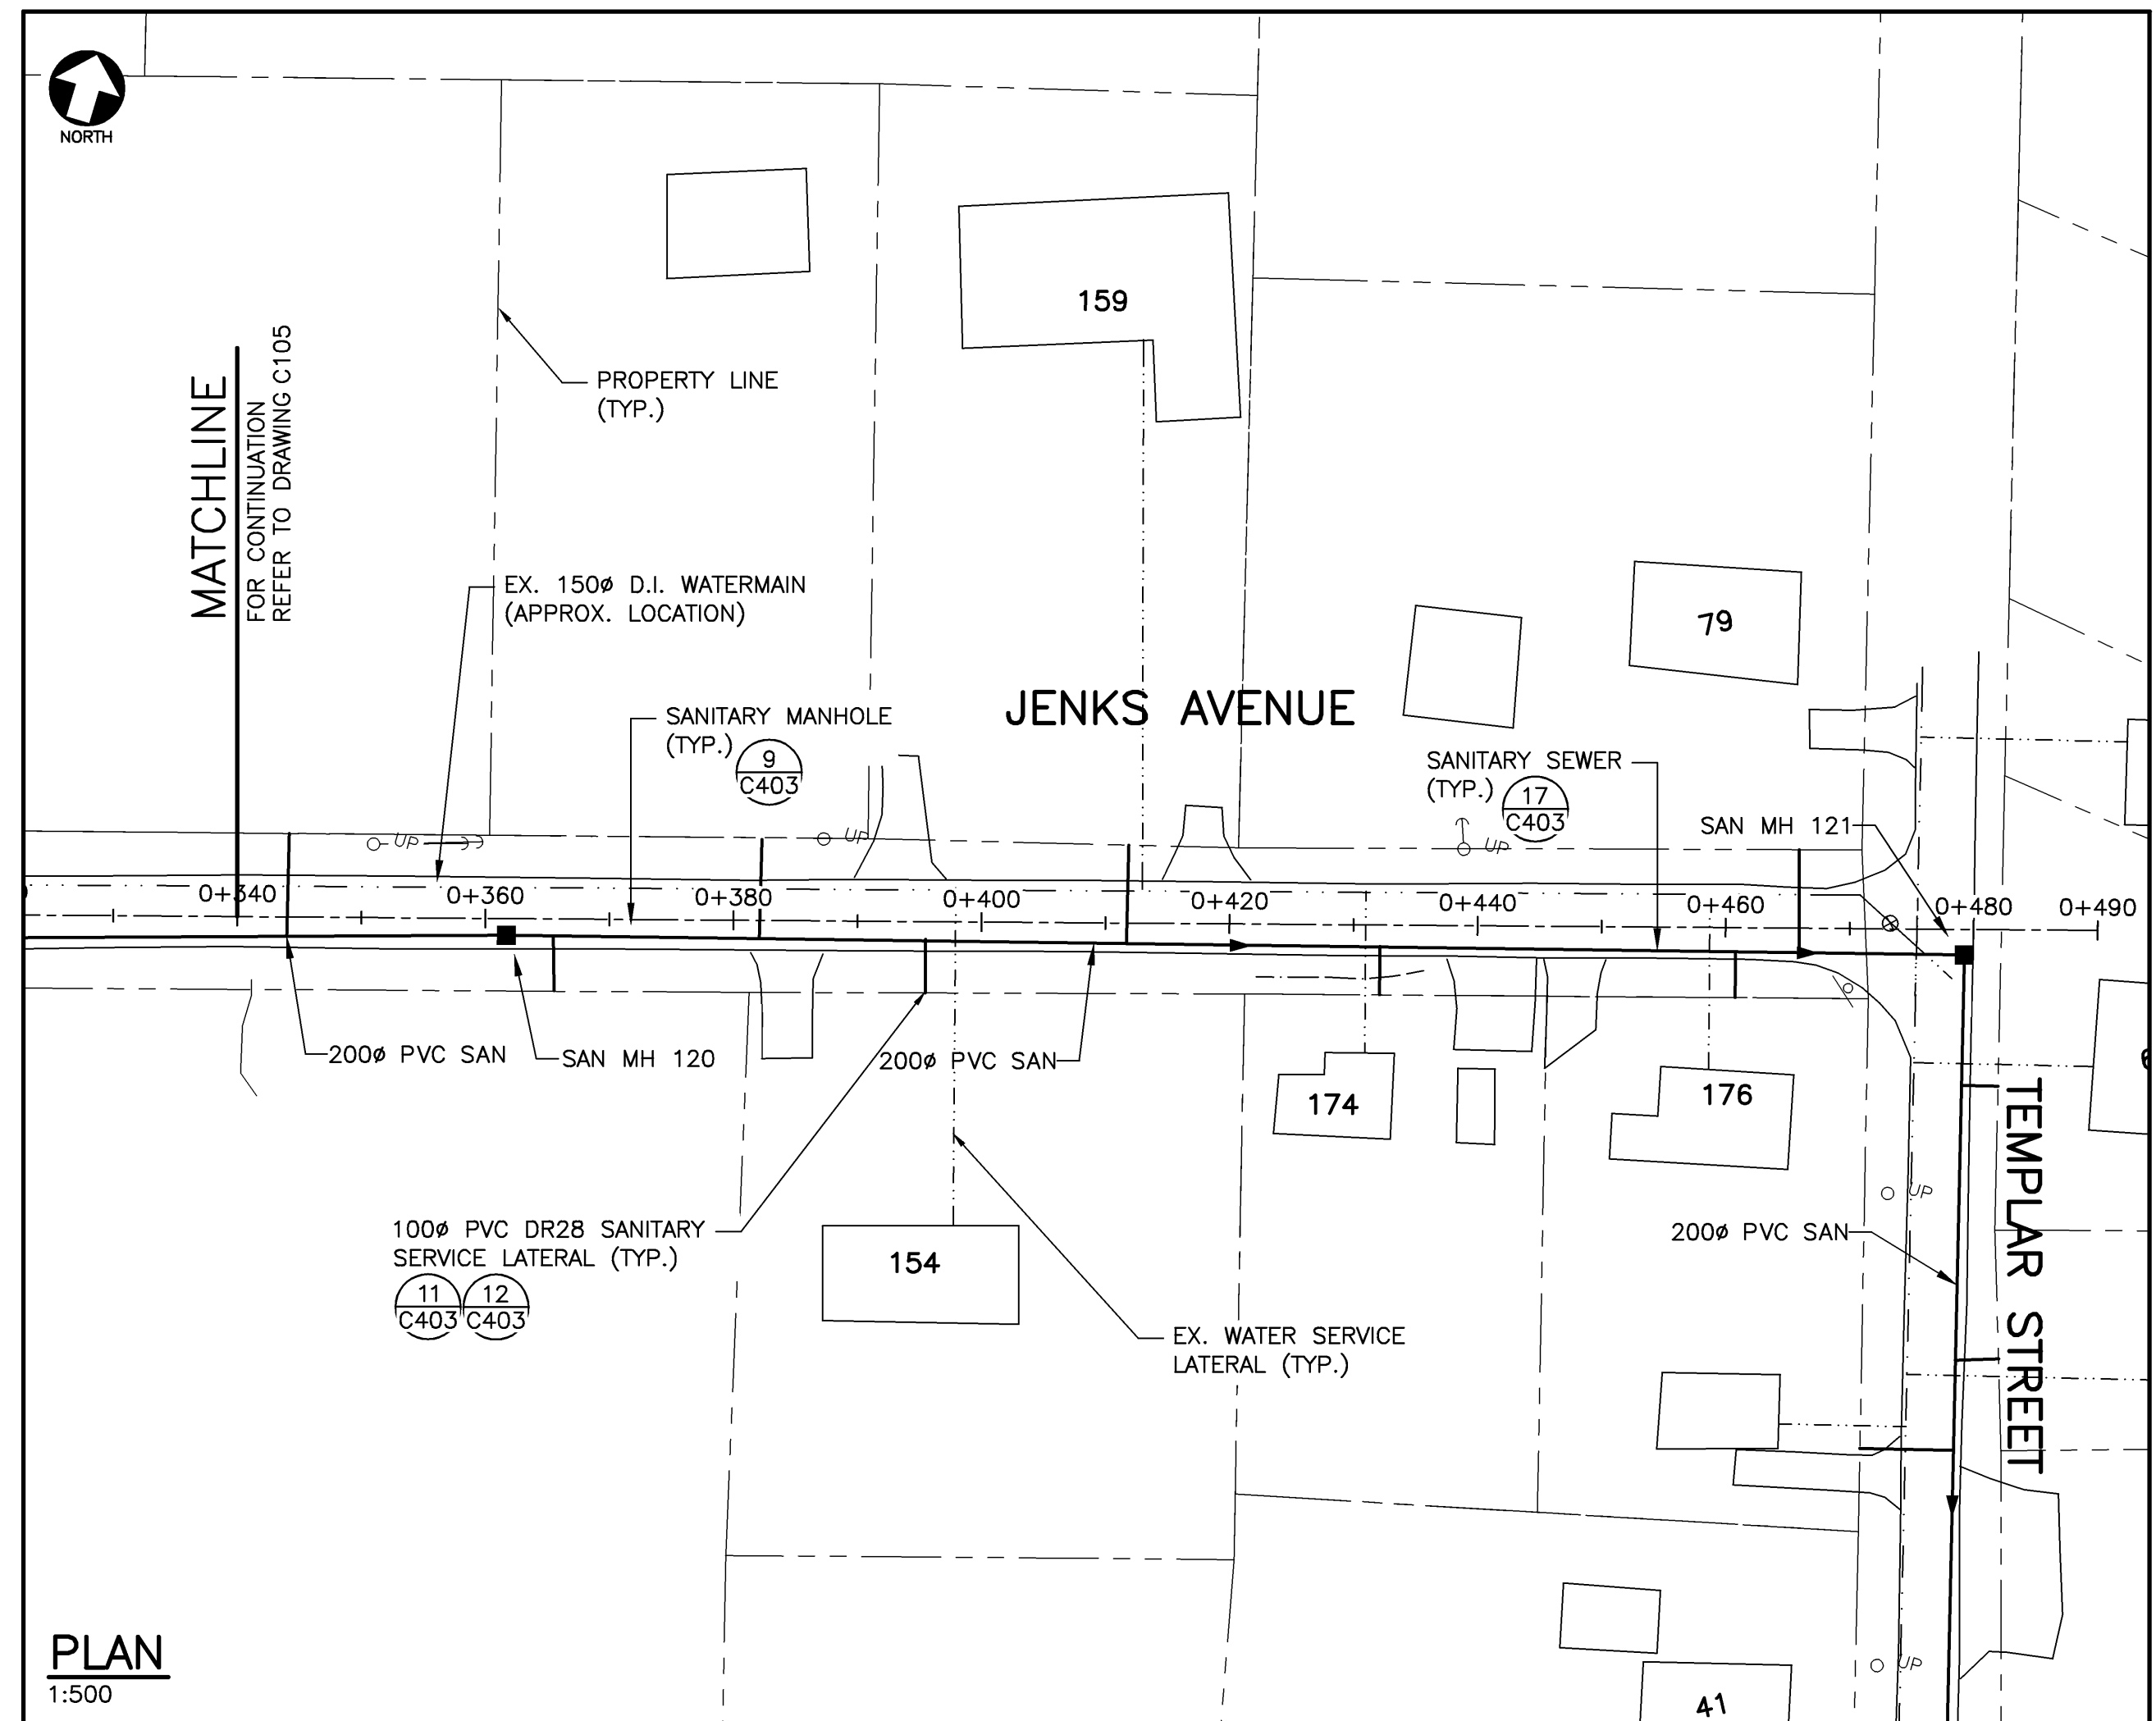 NORTH
159
PROPERTY LINE
(TYP.)
MATCHLINE
FOR CONTINUATION
REFER TO DRAWING C105
EX. 150ø D.I. WATERMAIN
(APPROX. LOCATION)
79
JENKS AVENUE
SANITARY MANHOLE
(TYP.)
9
C403
SANITARY SEWER
(TYP.)
17
C403
SAN MH 121
UP
UP
UP
0+340
0+360
0+380
0+400
0+420
0+440
0+460
0+480
0+490
200ø PVC SAN
SAN MH 120
200ø PVC SAN
174
176
TEMPLAR STREET
UP
100ø PVC DR28 SANITARY
SERVICE LATERAL (TYP.)
11
C403
12
C403
154
200ø PVC SAN
EX. WATER SERVICE
LATERAL (TYP.)
UP
41
PLAN
1:500